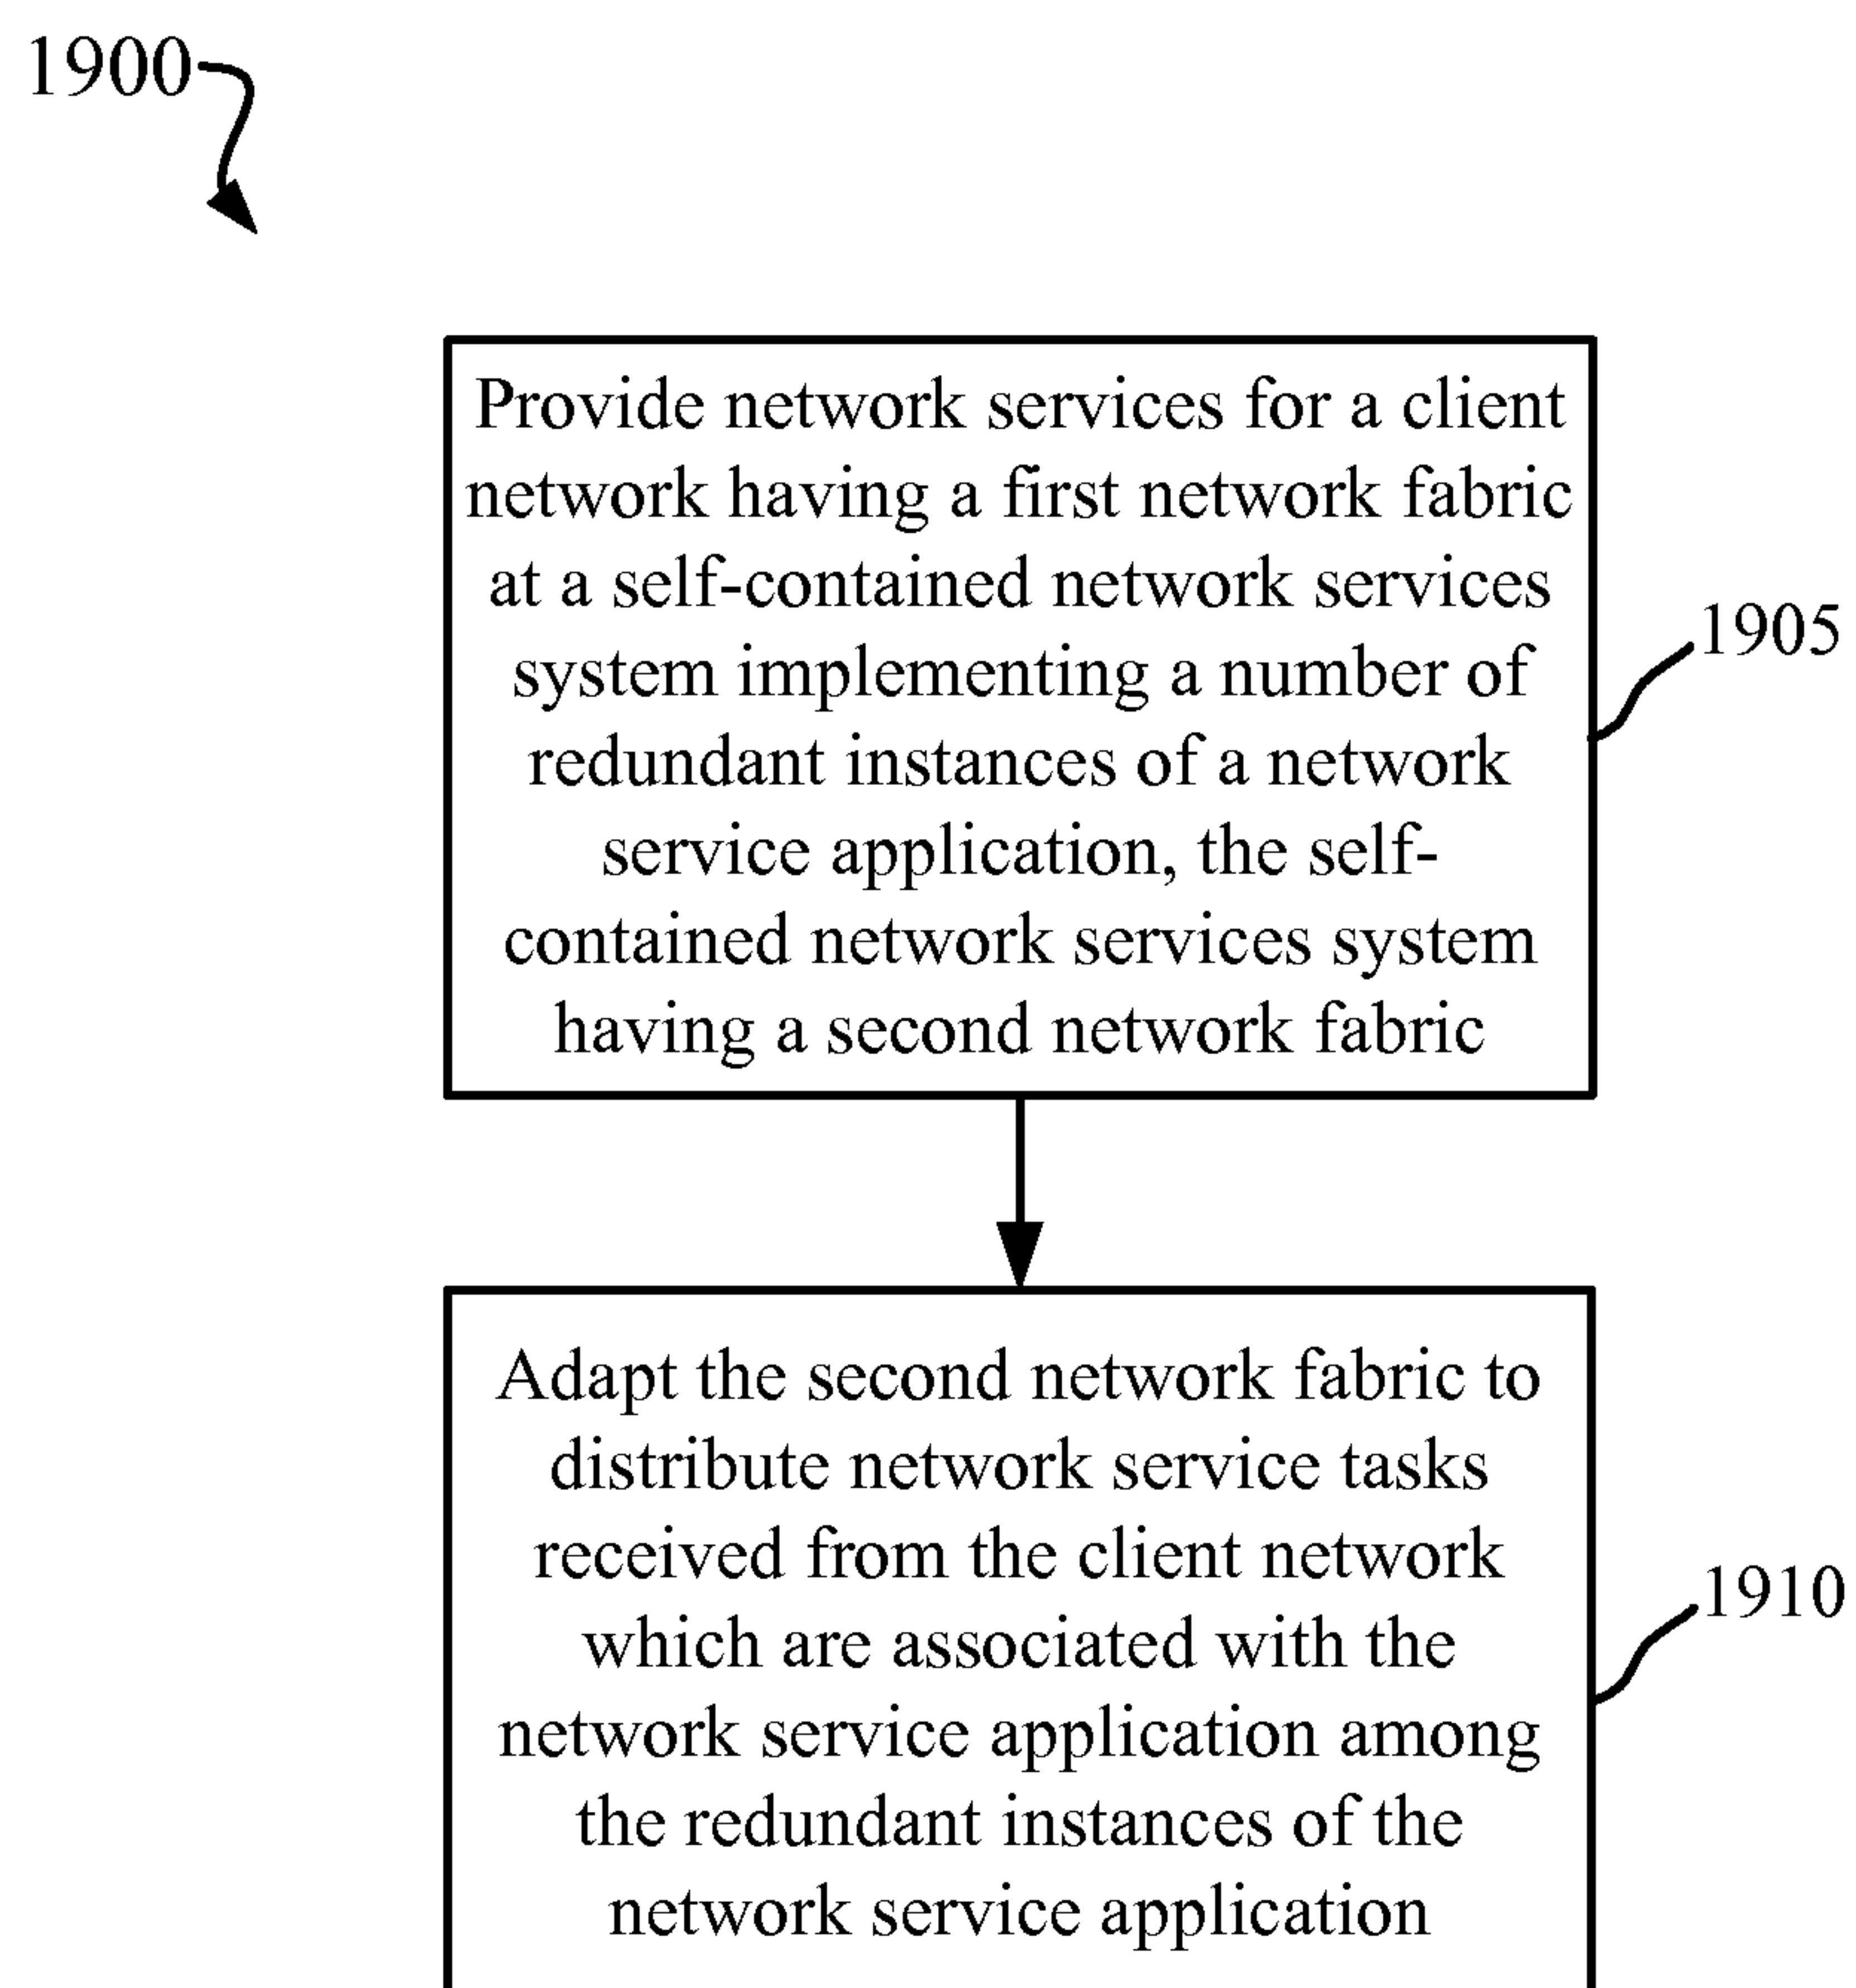 1900
Provide network services for a client
network having a first network fabric
at a self-contained network services
system implementing a number of
redundant instances of a network
service application, the self-
contained network services system
having a second network fabric
1905
Adapt the second network fabric to
distribute network service tasks
received from the client network
which are associated with the
network service application among
the redundant instances of the
network service application
1910